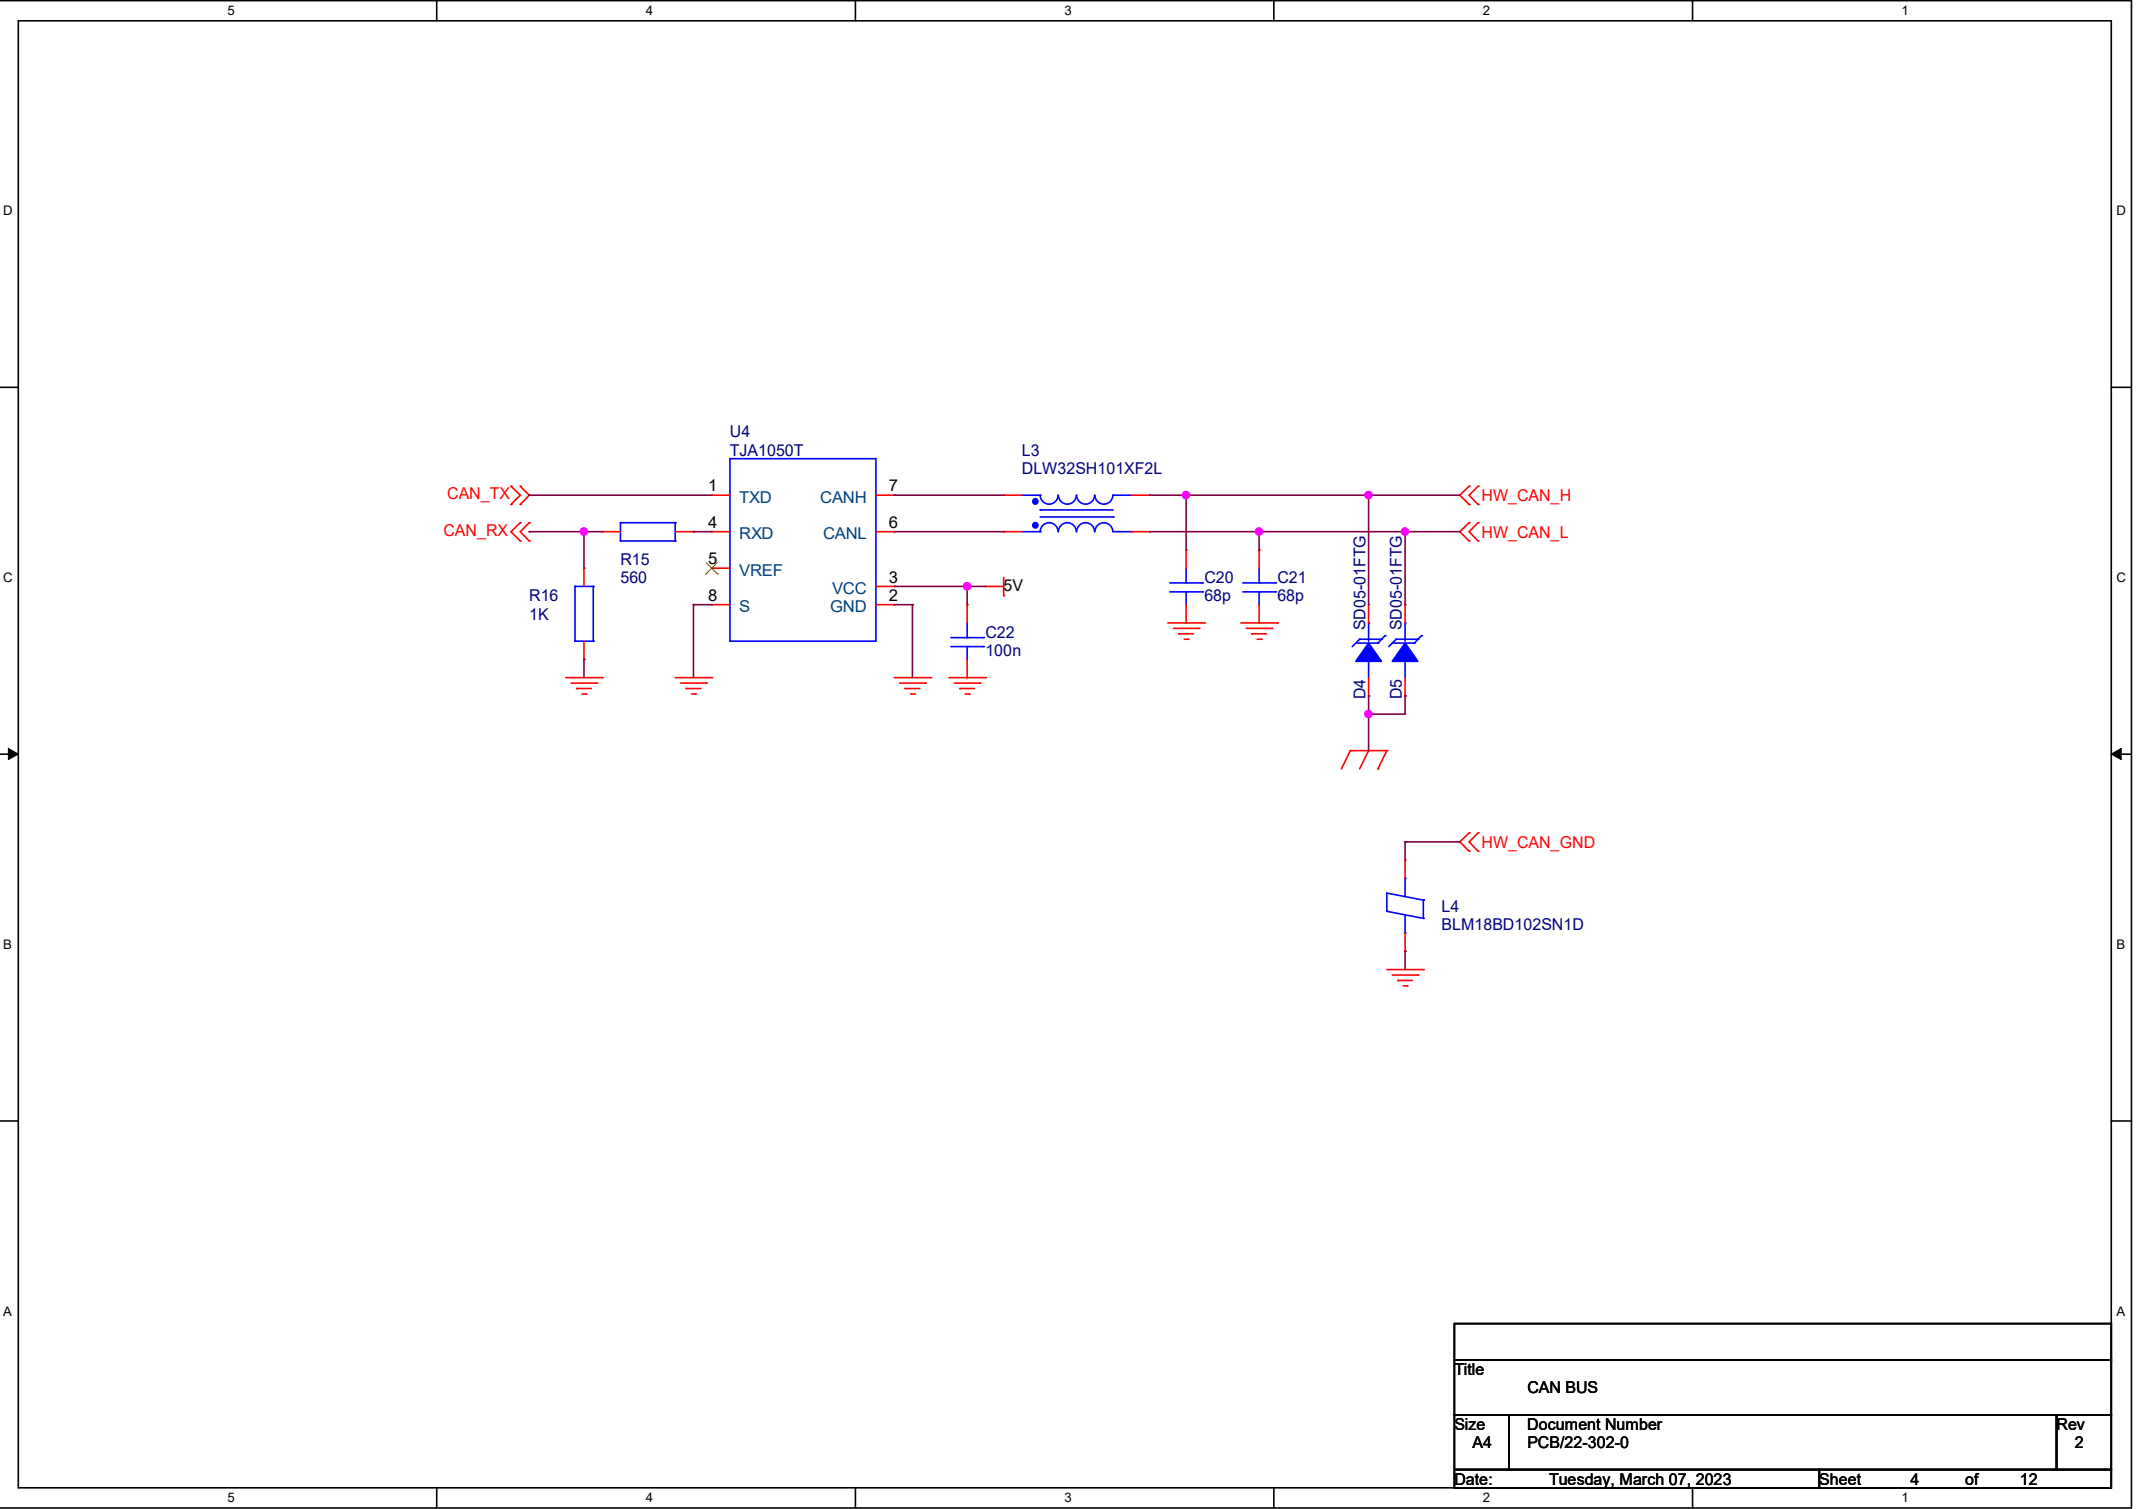 5 4 3 2 1
D D
U4
TJA1050T
L3
DLW32SH101XF2L
CAN_TX
1
TXD
CANH
7
HW_CAN_H
CAN_RX
4
RXD
CANL
6
HW_CAN_L
R15
560
5
VREF
R16
1K
8
S
VCC
3
5V
GND
2
C22
100n
C20
68p
C21
68p
SD05-01FTG
SD05-01FTG
D4
D5
C C
HW_CAN_GND
L4
BLM18BD102SN1D
B B
A A
Title
CAN BUS
Size
A4
Document Number
PCB/22-302-0
Rev
2
Date: Tuesday, March 07, 2023 Sheet 4 of 12
5 4 3 2 1